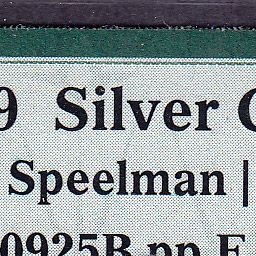 9 Silver C
Speelman |
0925B pp F